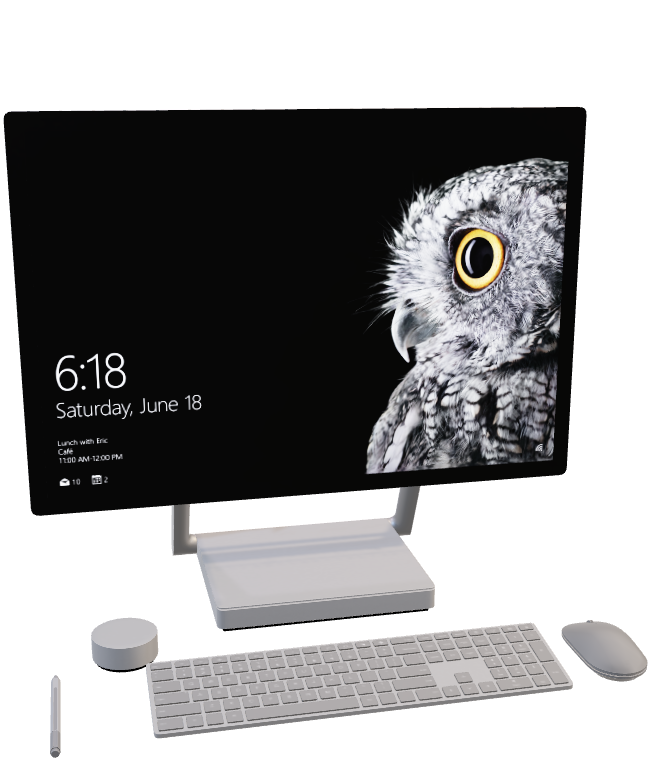 6:18
Saturday, June 18
Lunch with Eric
Café
11:00 AM-12:00 PM
10 2